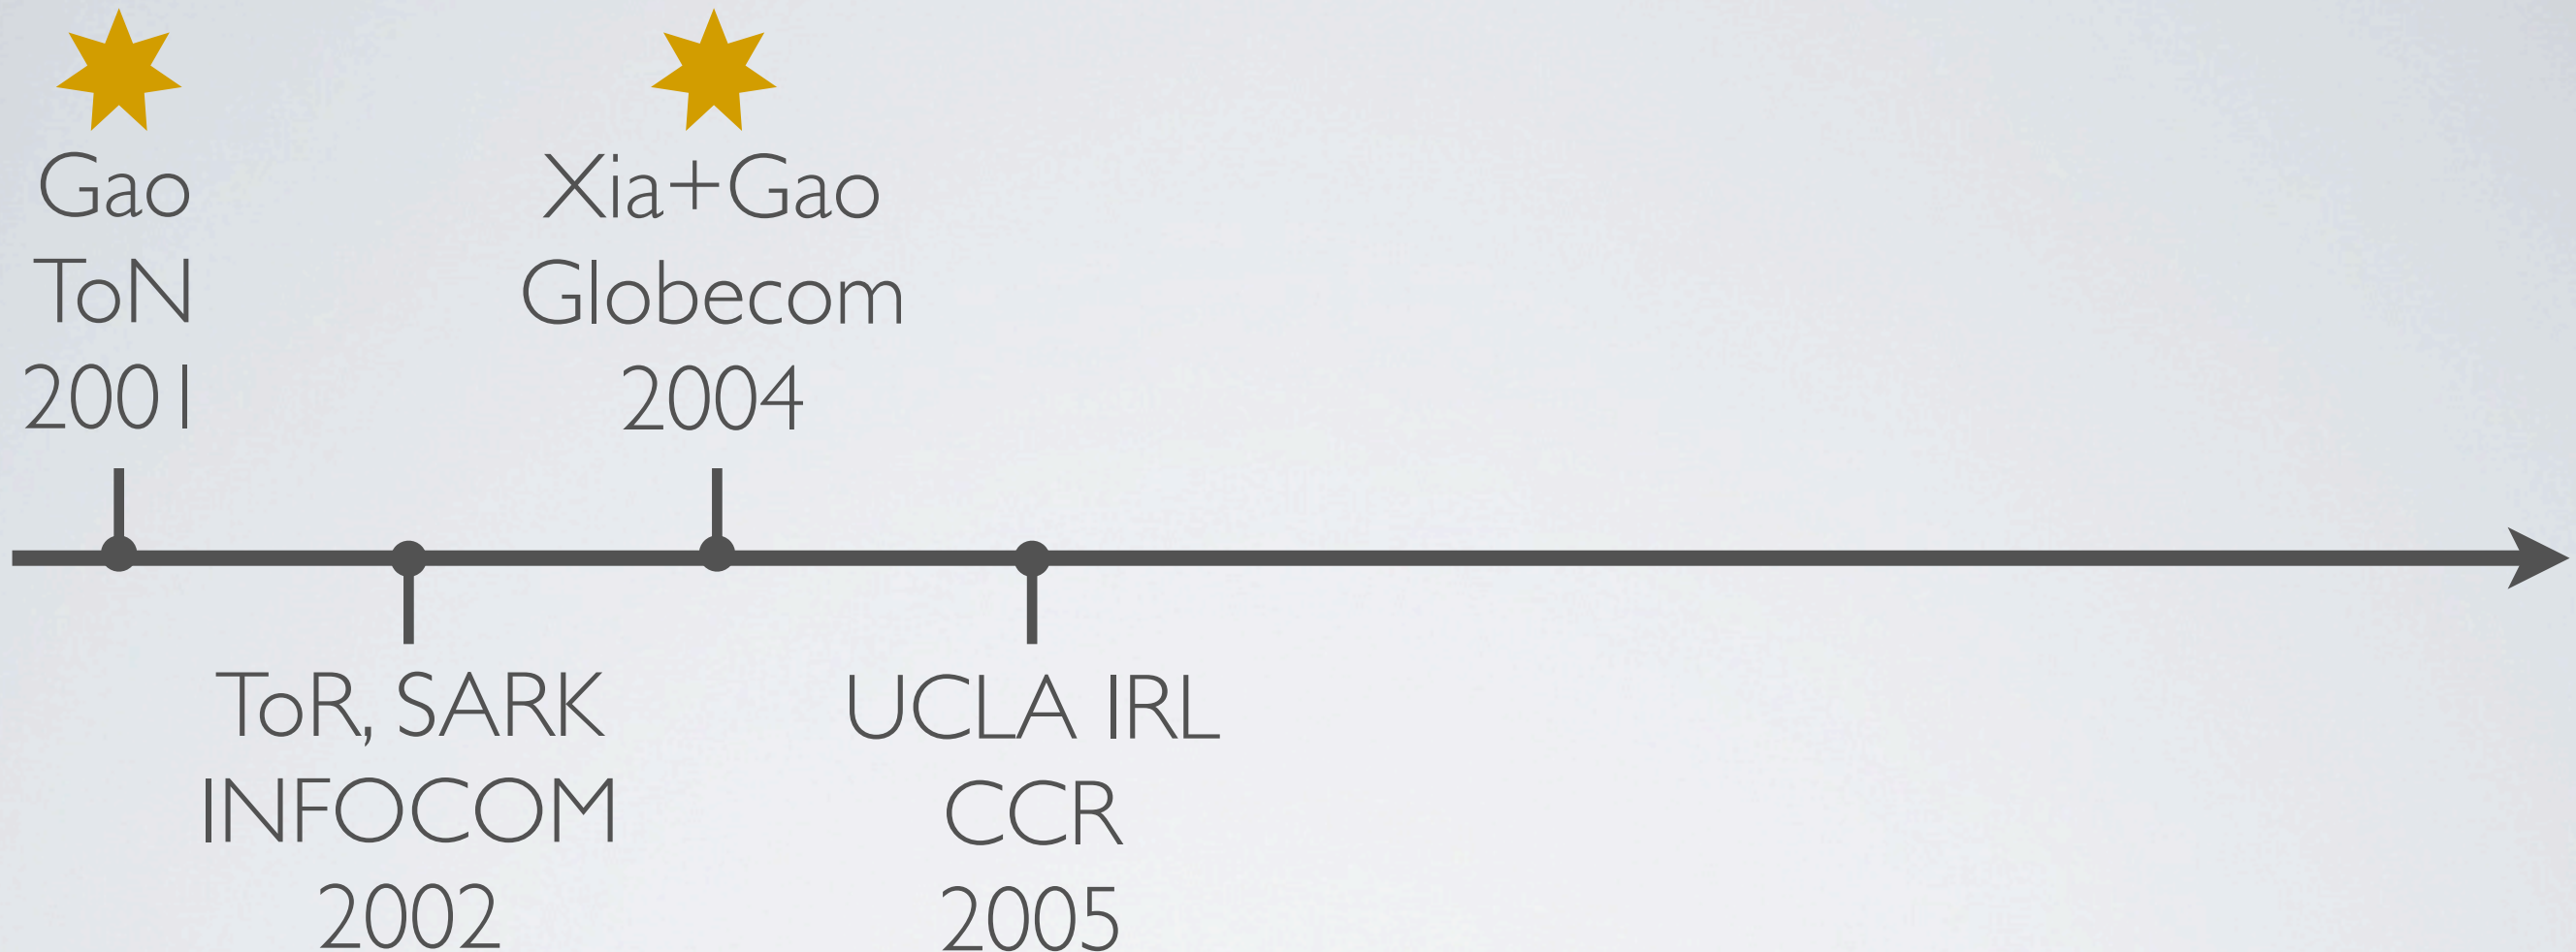 Gao
ToN
2001
Xia+Gao
Globecom
2004
ToR, SARK
INFOCOM
2002
UCLA IRL
CCR
2005